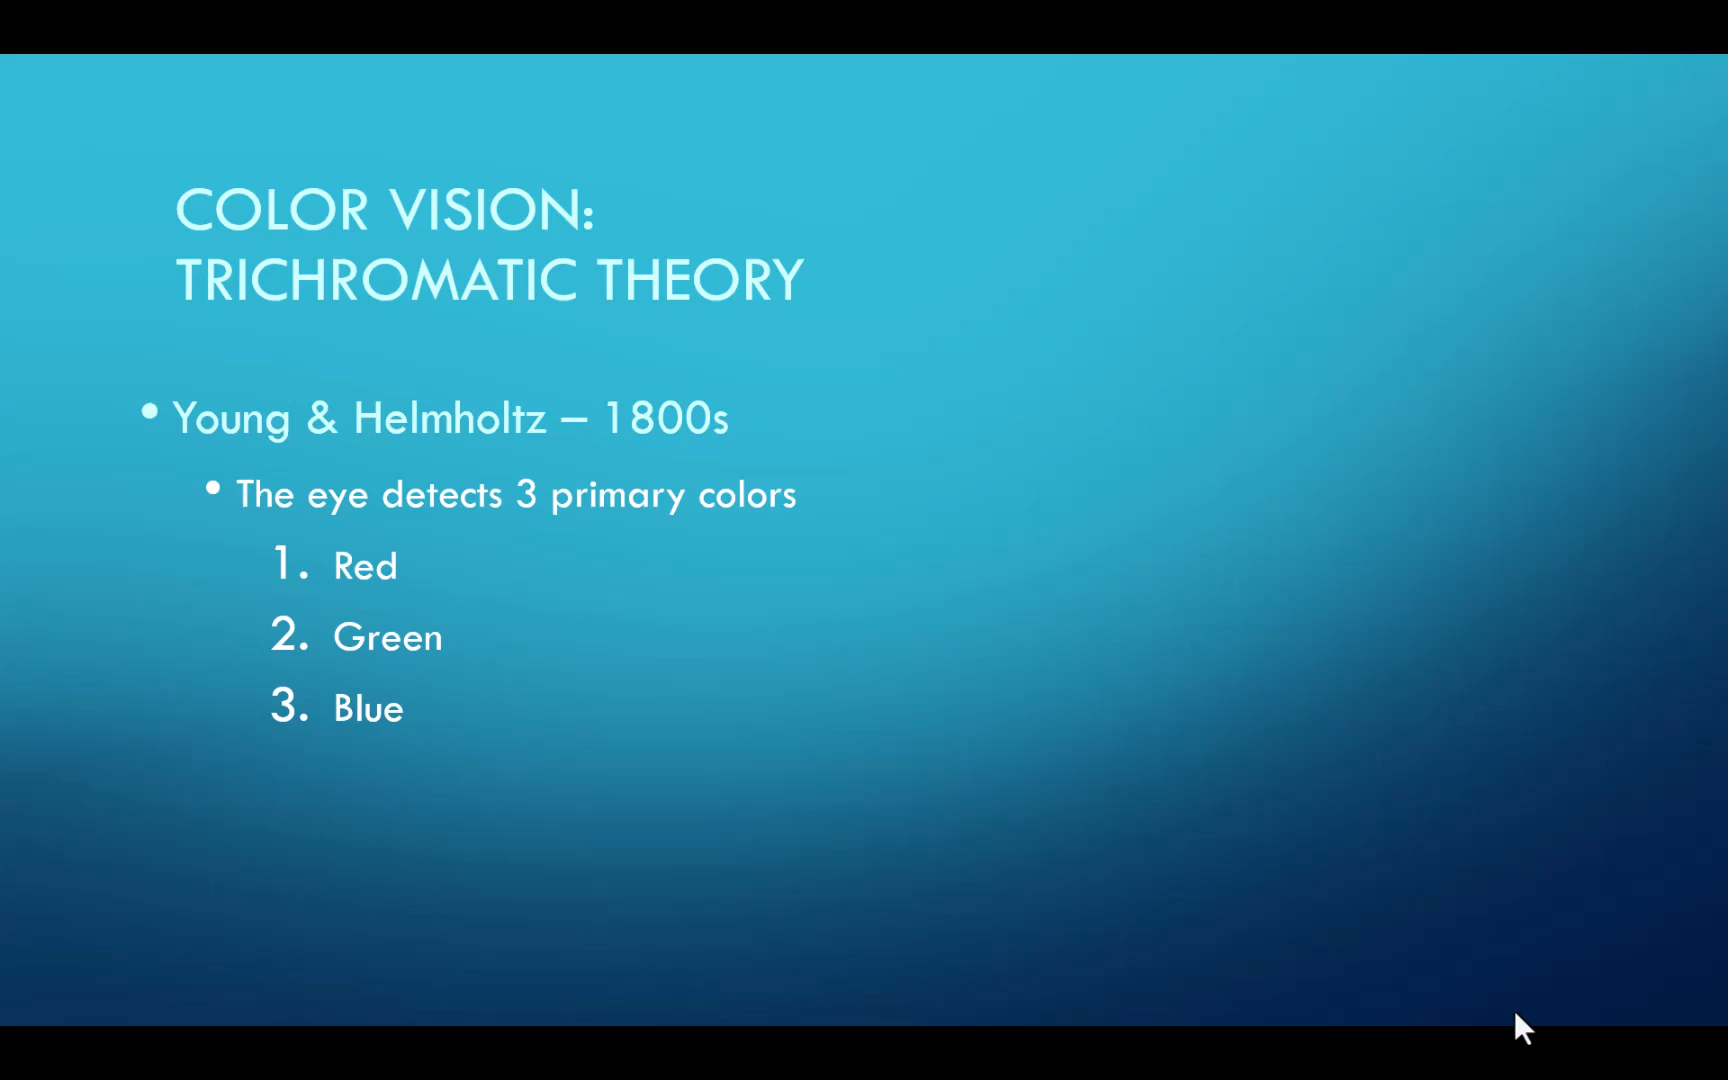 COLOR VISION:
TRICHROMATIC THEORY
• Young & Helmholtz – 1800s
• The eye detects 3 primary colors
1. Red
2. Green
3. Blue